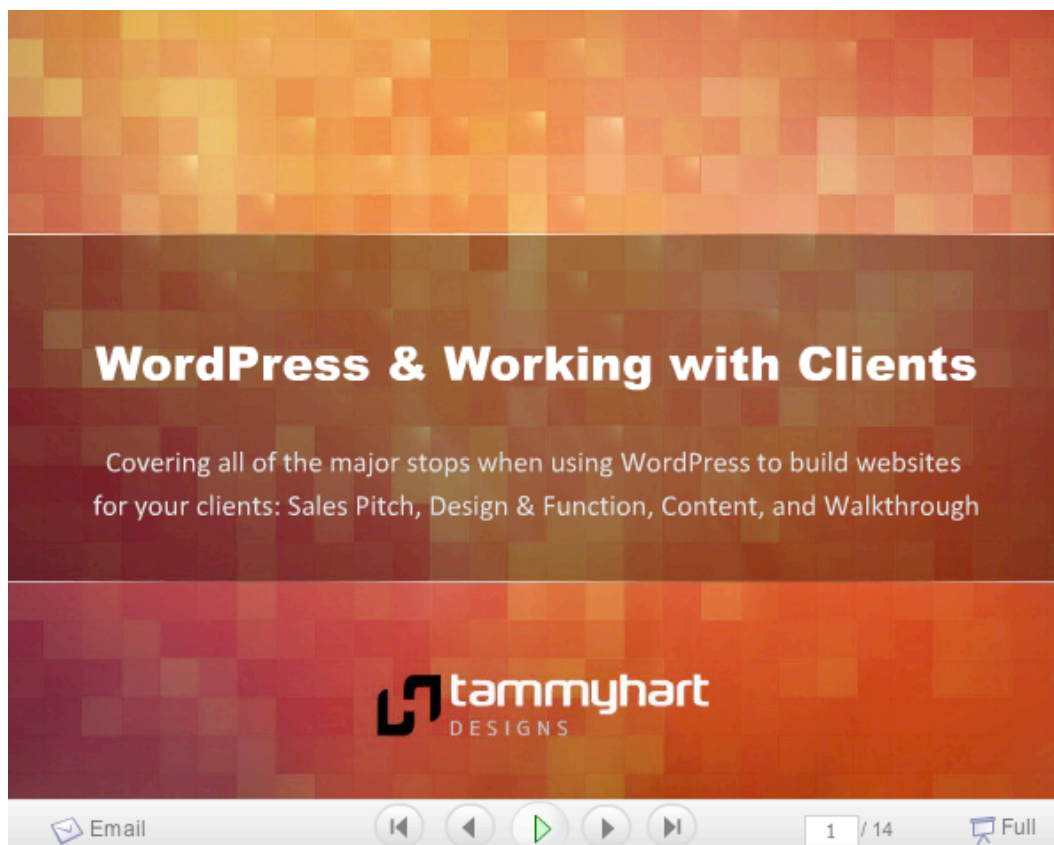 WordPress & Working with Clients
Covering all of the major stops when using WordPress to build websites
for your clients: Sales Pitch, Design & Function, Content, and Walkthrough
tammyhart
DESIGNS
Email
1 / 14
Full